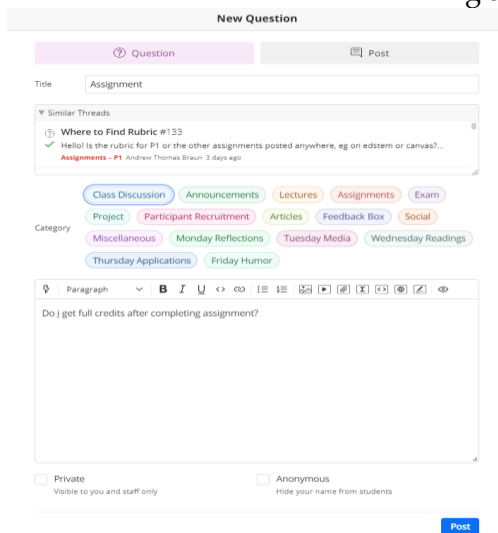 New Question
Question
Post
Title
Assignment
Similar Threads
Where to Find Rubric #133
Hello! Is the rubric for P1 or the other assignments posted anywhere, eg on edstem or canvas?...
Assignments – P1 Andrew Thomas Braun 3 days ago
Category
Class Discussion Announcements Lectures Assignments Exam
Project Participant Recruitment Articles Feedback Box Social
Miscellaneous Monday Reflections Tuesday Media Wednesday Readings
Thursday Applications Friday Humor
Paragraph B I U
Do j get full credits after completing assignment?
Private
Visible to you and staff only
Anonymous
Hide your name from students
Post